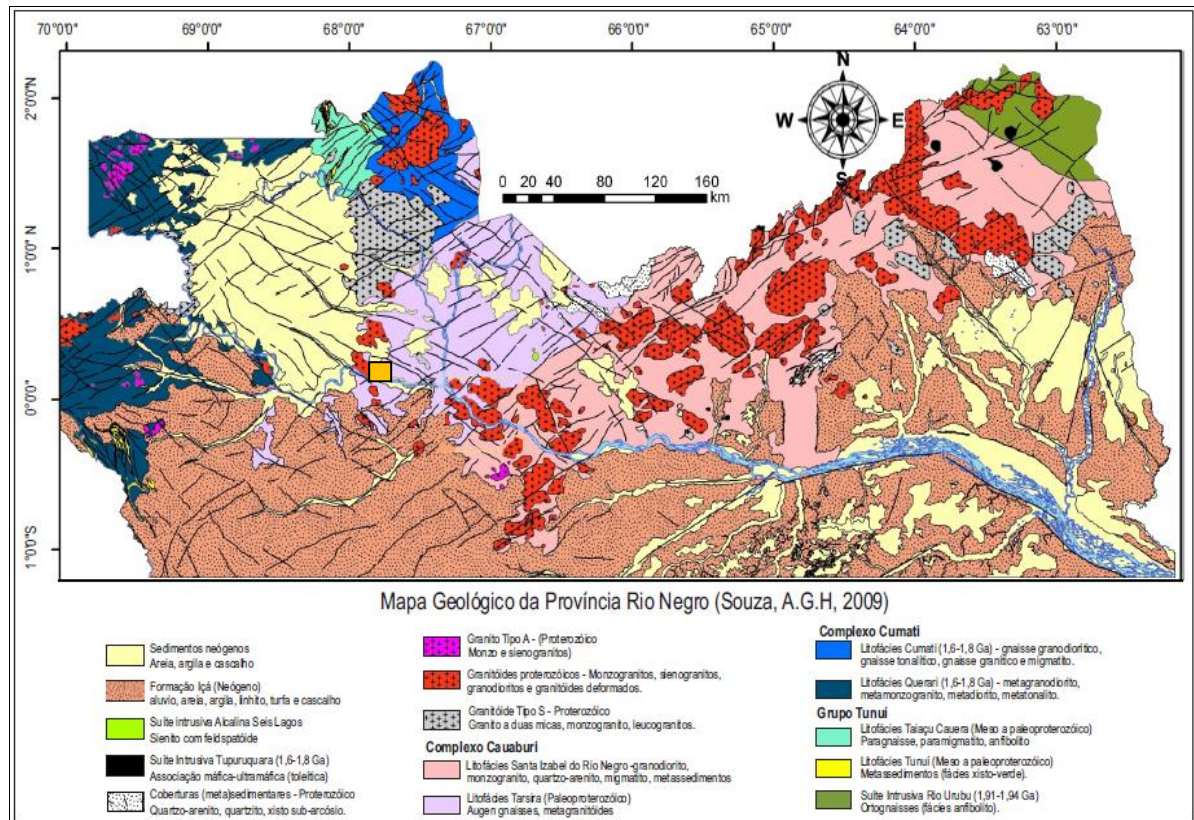 70°0'0"
69°0'0"W
68°0'0"W
67°0'0"W
66°0'0"W
65°0'0"W
64°0'0"W
63°0'0"W
2°0'0"N
1°0'0"N
0°0'0"
1°0'0"S
N
W
E
S
0 20 40 80 120 160
km
Mapa Geológico da Província Rio Negro (Souza, A.G.H, 2009)
Sedimentos neógenos
Areia, argila e cascalho
Formação Içá (Neógeno)
aluvio, areia, argila, linhito, turfa e cascalho
Suite intrusiva Alcalina Seis Lagos
Sienito com feldspatóide
Suite Intrusiva Tupuruquara (1,6-1,8 Ga)
Associação máfica-ultramáfica (toleítica)
Coberturas (meta)sedimentares - Proterozóico
Quartzo-arenito, quartzito, xisto sub-arcósio.
Granito Tipo A - (Proterozóico
Monzo e sienogranitos)
Granitóides proterozóicos - Monzogranitos, sienogranitos,
granodioritos e granitóides deformados.
Granitóide Tipo S - Proterozóico
Granito a duas micas, monzogranito, leucogranitos.
Complexo Cauaburi
Litofácies Santa Izabel do Rio Negro -granodiorito,
monzogranito, quartzo-arenito, migmatito, metassedimentos
Litofácies Tarsira (Paleoproterozóico)
Augen gnaisses, metagranitóides
Complexo Cumati
Litofácies Cumati (1,6-1,8 Ga) - gnaisse granodiorítico,
gnaisse tonalítico, gnaisse granítico e migmatito.
Litofácies Querari (1,6-1,8 Ga) - metagranodiorito,
metamonzogranito, metadiorito, metatonalito.
Grupo Tunuí
Litofácies Taiaçu Cauera (Meso a paleoproterozóico)
Paragnaisse, paramigmatito, anfibolito
Litofácies Tunuí (Meso a paleoproterozóico)
Metassedimentos (fácies xisto-verde).
Suite Intrusiva Rio Urubu (1,91-1,94 Ga)
Ortognaisses (fácies anfibolito).